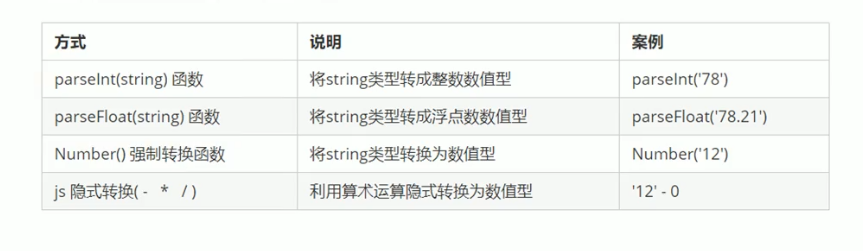 方式 说明 案例
parseInt(string) 函数 将string类型转成整数数值型 parseInt('78')
parseFloat(string) 函数 将string类型转成浮点数数值型 parseFloat('78.21')
Number() 强制转换函数 将string类型转换为数值型 Number('12')
js 隐式转换( - * / ) 利用算术运算隐式转换为数值型 '12' - 0